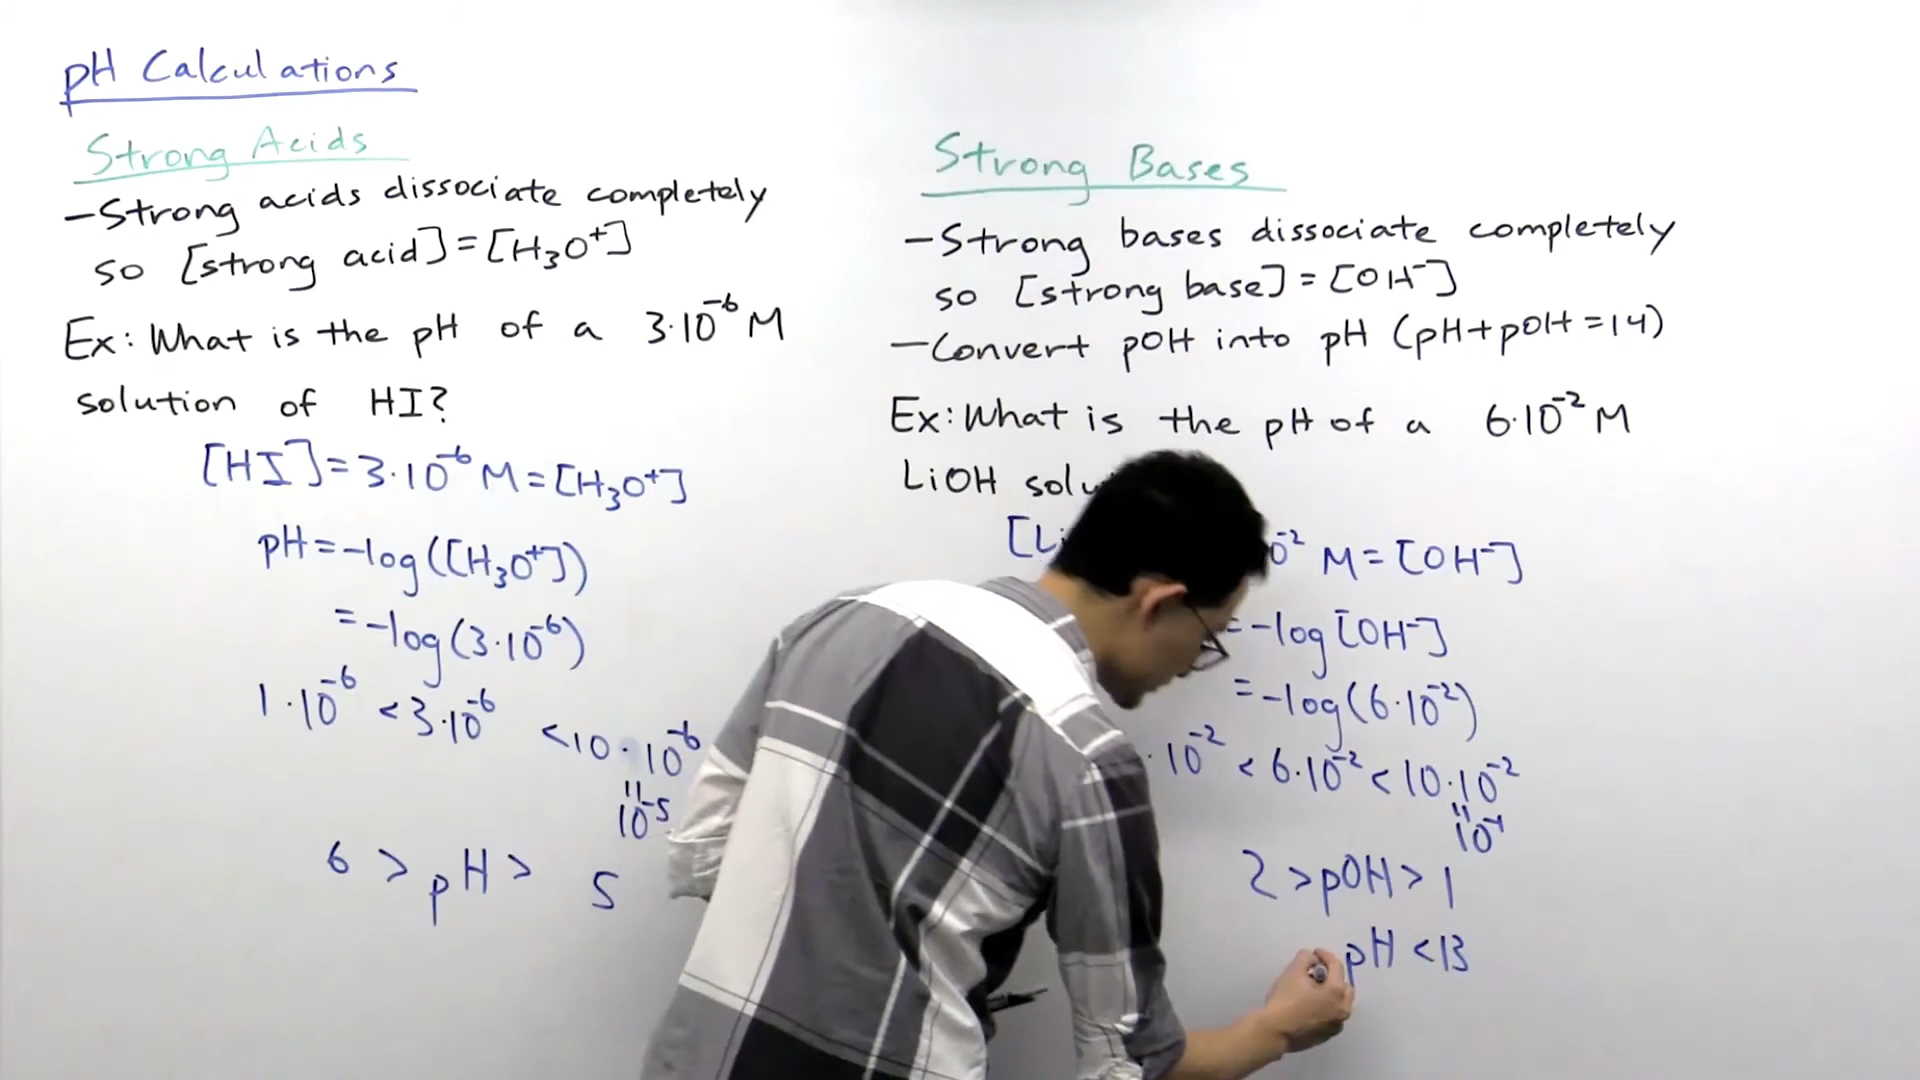 pH Calculations
Strong Acids
-Strong acids dissociate completely
so [strong acid]=[H₃O⁺]
Ex: What is the pH of a 3·10⁻⁶ M
solution of HI?
[HI]=3·10⁻⁶ M=[H₃O⁺]
pH=-log([H₃O⁺])
=-log(3·10⁻⁶)
1·10⁻⁶ <3·10⁻⁶ <10·10⁻⁶
"
10⁻⁵
6 > pH > 5
Strong Bases
-Strong bases dissociate completely
so [strong base]=[OH⁻]
-Convert pOH into pH (pH+pOH=14)
Ex: What is the pH of a 6·10⁻² M
LiOH
M=[OH⁻]
=-log[OH⁻]
=-log(6·10⁻²)
·10⁻² <6·10⁻² <10·10⁻²
"
10⁻¹
2 >pOH> 1
pH <13